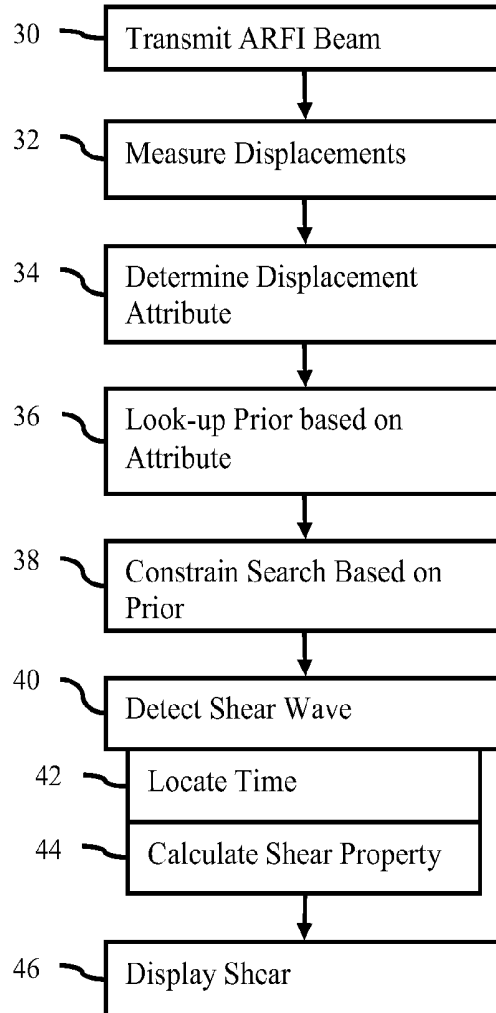 30 Transmit ARFI Beam
32 Measure Displacements
34 Determine Displacement
Attribute
36 Look-up Prior based on
Attribute
38 Constrain Search Based on
Prior
40 Detect Shear Wave
42 Locate Time
44 Calculate Shear Property
46 Display Shear